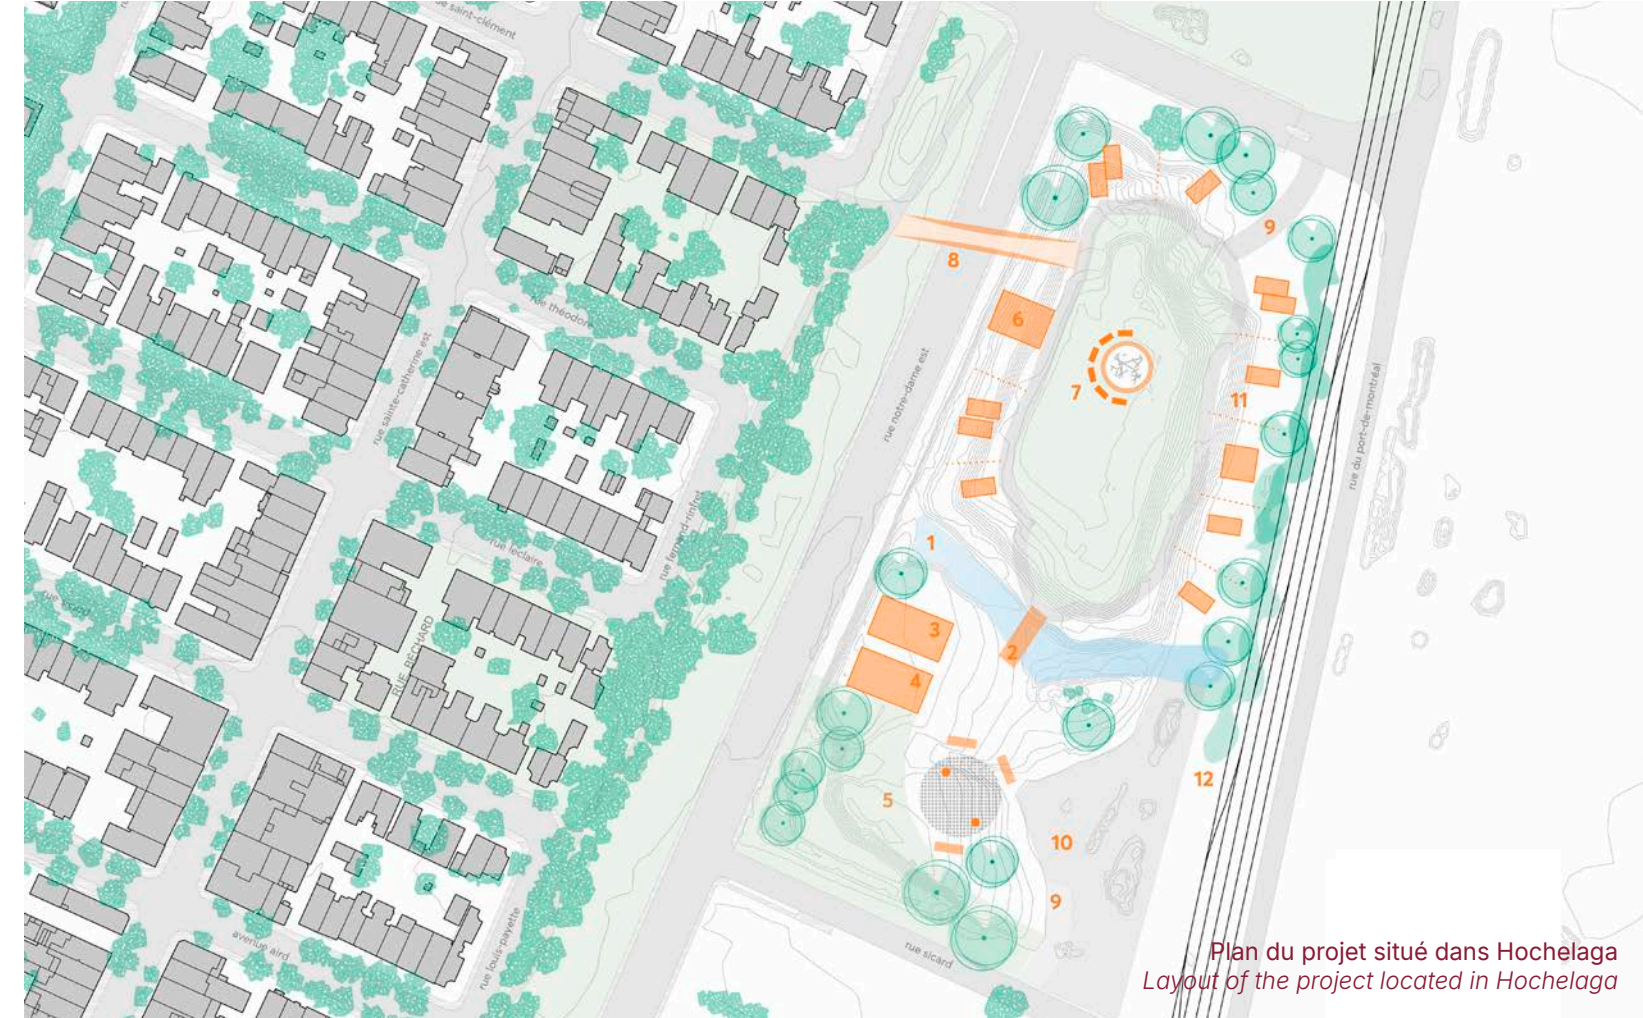 rue saint-clément
8
9
6
7
11
rue théodore
rue sainte-catherine est
rue notre-dame est
rue du port-de-montréal
1
rue leclaire
rue fernand-rinfret
3
2
4
RUE BÉCHARD
12
5
10
9
avenue aird
rue louis-payette
rue sicard
Plan du projet situé dans Hochelaga
Layout of the project located in Hochelaga